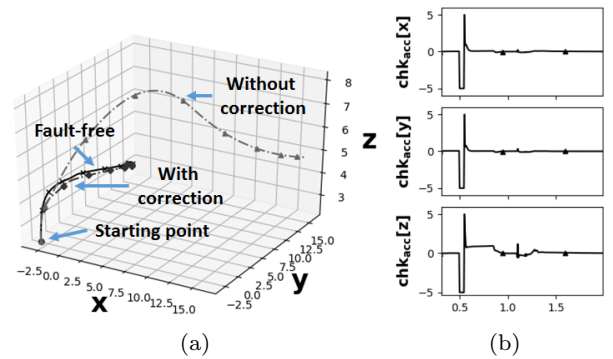 Without
correction
Fault-free
With
correction
Starting point
8
7
6
5
4
3
z
−2.5
0.0
2.5
5.0
7.5
10.0
12.5
15.0
x
−2.5
0.0
2.5
5.0
7.5
10.0
12.5
15.0
y
(a)
chk_acc[x]
5
0
−5
chk_acc[y]
5
0
−5
chk_acc[z]
5
0
−5
0.5
1.0
1.5
(b)